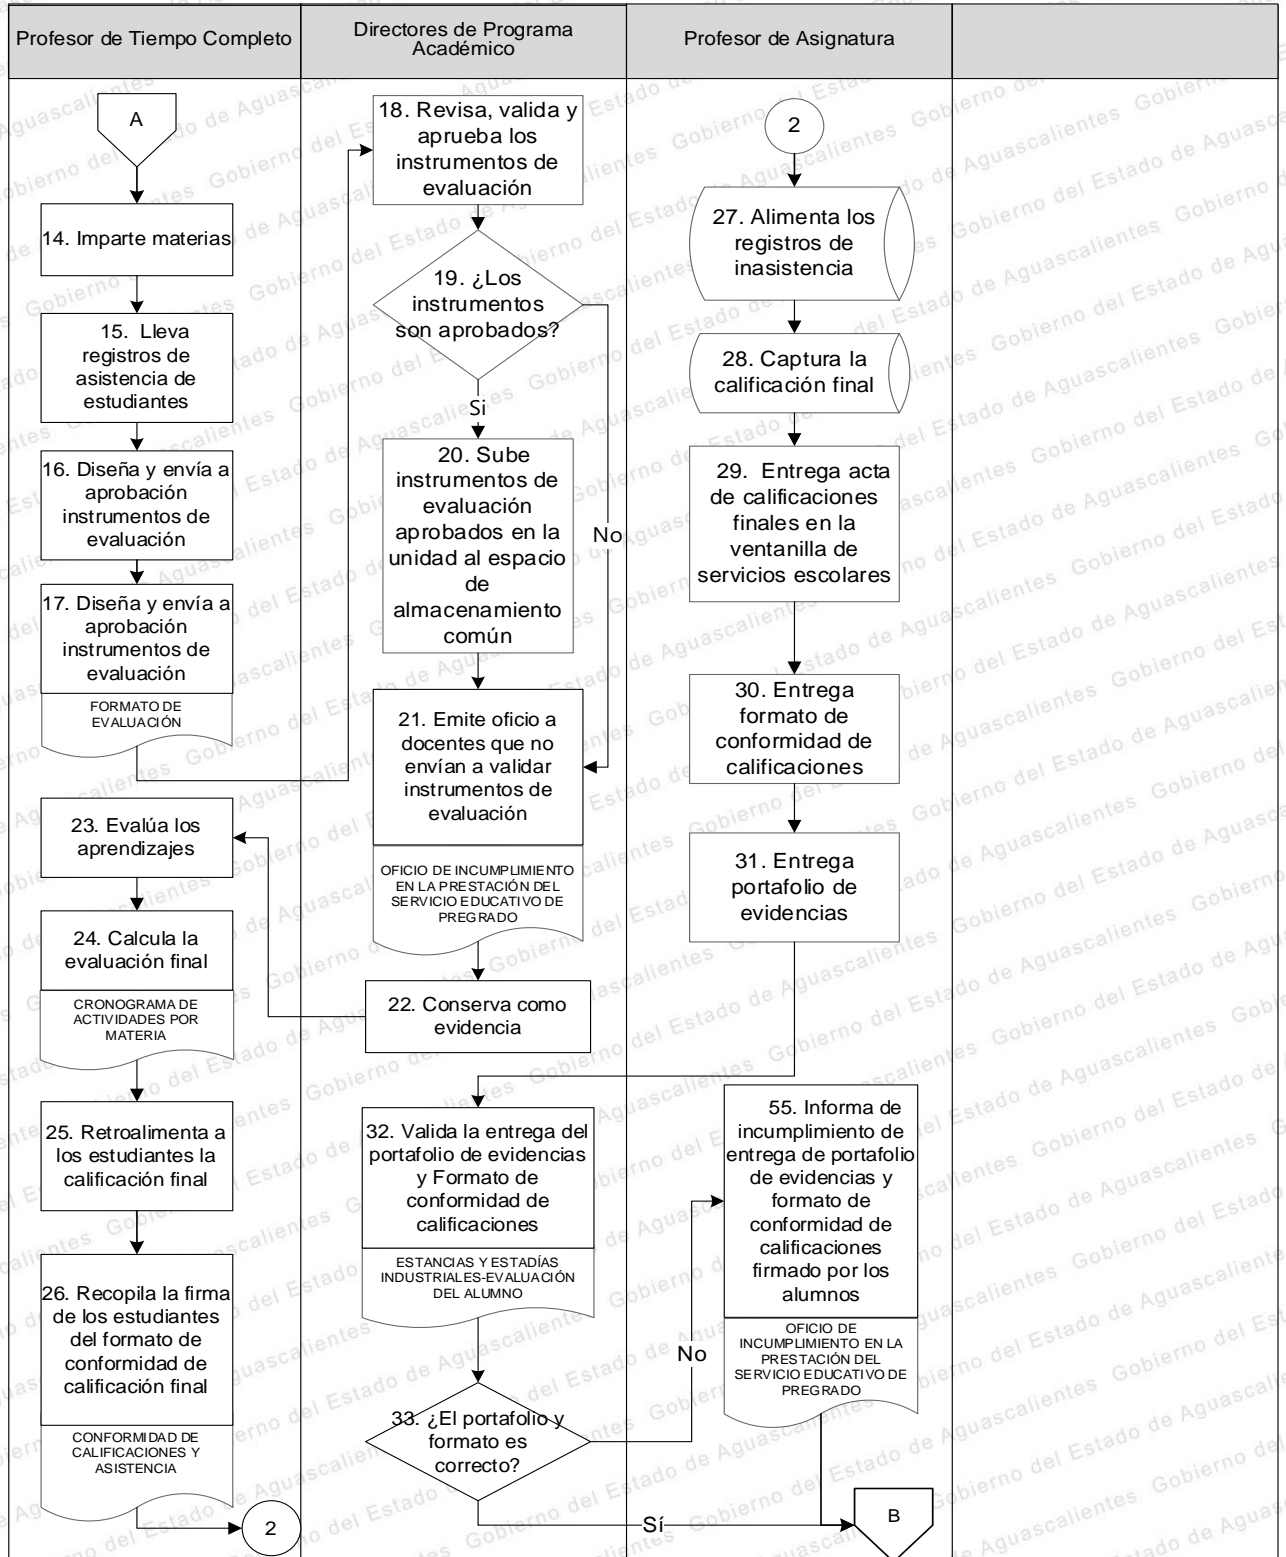 Profesor de Tiempo Completo
Directores de Programa
Académico
Profesor de Asignatura
A
14. Imparte materias
15. Lleva
registros de
asistencia de
estudiantes
16. Diseña y envía a
aprobación
instrumentos de
evaluación
17. Diseña y envía a
aprobación
instrumentos de
evaluación
FORMATO DE
EVALUACIÓN
23. Evalúa los
aprendizajes
24. Calcula la
evaluación final
CRONOGRAMA DE
ACTIVIDADES POR
MATERIA
25. Retroalimenta a
los estudiantes la
calificación final
26. Recopila la firma
de los estudiantes
del formato de
conformidad de
calificación final
CONFORMIDAD DE
CALIFICACIONES Y
ASISTENCIA
2
18. Revisa, valida y
aprueba los
instrumentos de
evaluación
19. ¿Los
instrumentos
son aprobados?
Si
No
20. Sube
instrumentos de
evaluación
aprobados en la
unidad al espacio
de
almacenamiento
común
21. Emite oficio a
docentes que no
envían a validar
instrumentos de
evaluación
OFICIO DE INCUMPLIMIENTO
EN LA PRESTACIÓN DEL
SERVICIO EDUCATIVO DE
PREGRADO
22. Conserva como
evidencia
32. Valida la entrega del
portafolio de evidencias
y Formato de
conformidad de
calificaciones
ESTANCIAS Y ESTADÍAS
INDUSTRIALES-EVALUACIÓN
DEL ALUMNO
33. ¿El portafolio y
formato es
correcto?
No
Sí
2
27. Alimenta los
registros de
inasistencia
28. Captura la
calificación final
29. Entrega acta
de calificaciones
finales en la
ventanilla de
servicios escolares
30. Entrega
formato de
conformidad de
calificaciones
31. Entrega
portafolio de
evidencias
55. Informa de
incumplimiento de
entrega de portafolio
de evidencias y
formato de
conformidad de
calificaciones
firmado por los
alumnos
OFICIO DE
INCUMPLIMIENTO EN LA
PRESTACIÓN DEL
SERVICIO EDUCATIVO DE
PREGRADO
B